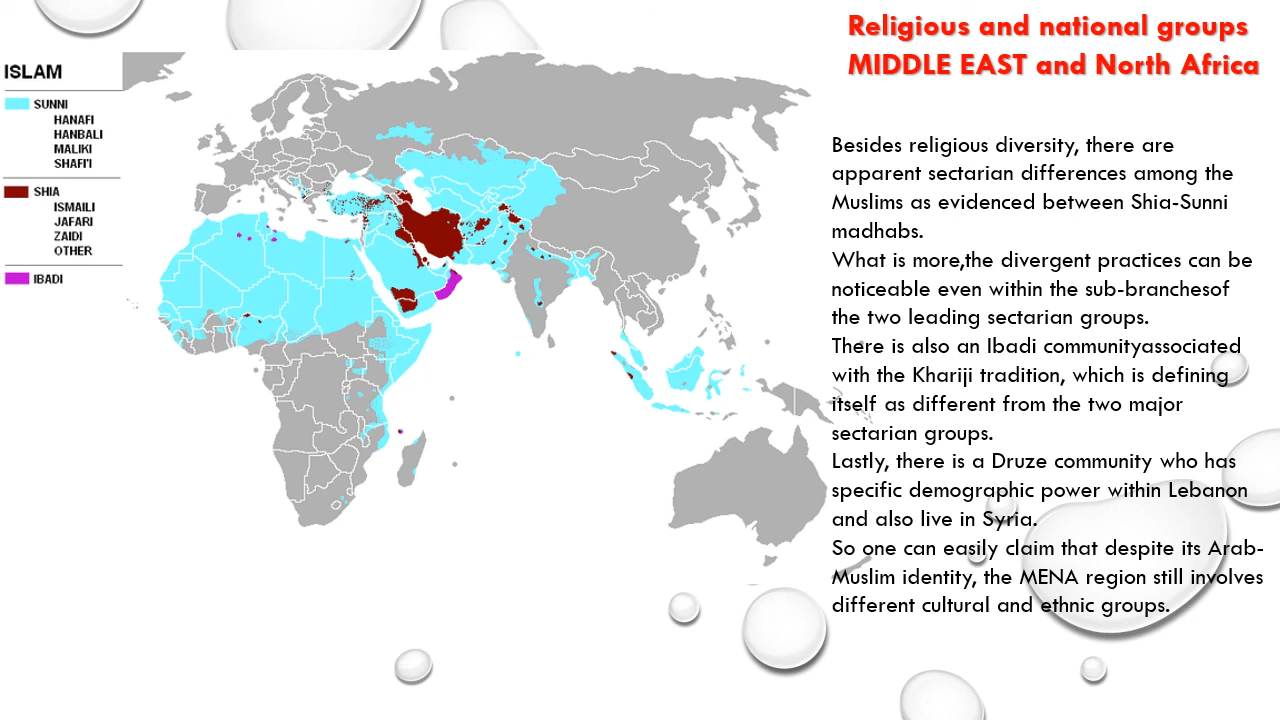 Religious and national groups
MIDDLE EAST and North Africa
ISLAM
SUNNI
HANAFI
HANBALI
MALIKI
SHAFI'I
SHIA
ISMAILI
JAFARI
ZAIDI
OTHER
IBADI
Besides religious diversity, there are
apparent sectarian differences among the
Muslims as evidenced between Shia-Sunni
madhabs.
What is more,the divergent practices can be
noticeable even within the sub-branchesof
the two leading sectarian groups.
There is also an Ibadi communityassociated
with the Khariji tradition, which is defining
itself as different from the two major
sectarian groups.
Lastly, there is a Druze community who has
specific demographic power within Lebanon
and also live in Syria.
So one can easily claim that despite its Arab-
Muslim identity, the MENA region still involves
different cultural and ethnic groups.